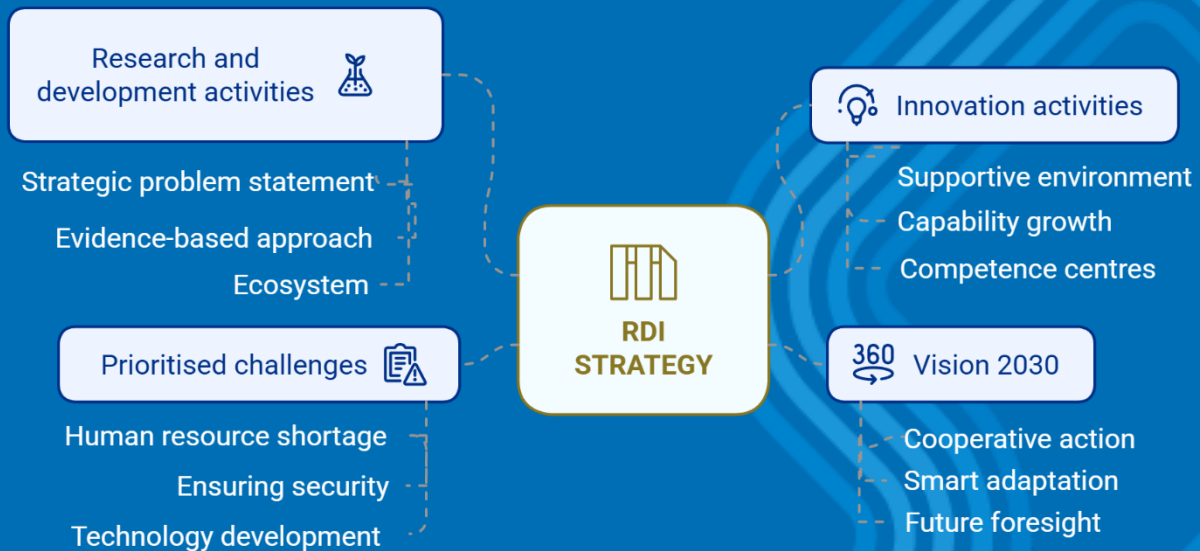 Research and
development activities
Strategic problem statement
Evidence-based approach
Ecosystem
Prioritised challenges
Human resource shortage
Ensuring security
Technology development
RDI
STRATEGY
Innovation activities
Supportive environment
Capability growth
Competence centres
360
Vision 2030
Cooperative action
Smart adaptation
Future foresight